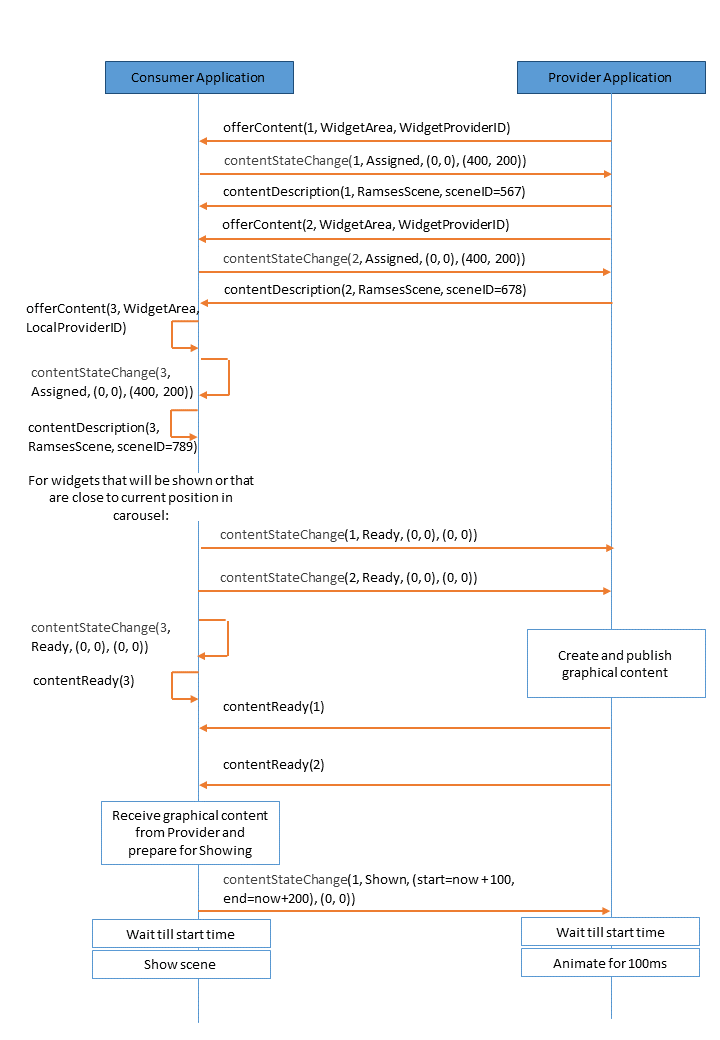 Consumer Application
Provider Application
offerContent(1, WidgetArea, WidgetProviderID)
contentStateChange(1, Assigned, (0, 0), (400, 200))
contentDescription(1, RamsesScene, sceneID=567)
offerContent(2, WidgetArea, WidgetProviderID)
contentStateChange(2, Assigned, (0, 0), (400, 200))
contentDescription(2, RamsesScene, sceneID=678)
offerContent(3, WidgetArea,
LocalProviderID)
contentStateChange(3,
Assigned, (0, 0), (400, 200))
contentDescription(3,
RamsesScene, sceneID=789)
For widgets that will be shown or that
are close to current position in
carousel:
contentStateChange(1, Ready, (0, 0), (0, 0))
contentStateChange(2, Ready, (0, 0), (0, 0))
contentStateChange(3,
Ready, (0, 0), (0, 0))
Create and publish
graphical content
contentReady(3)
contentReady(1)
contentReady(2)
Receive graphical content
from Provider and
prepare for Showing
contentStateChange(1, Shown, (start=now +100,
end=now+200), (0, 0))
Wait till start time
Wait till start time
Show scene
Animate for 100ms